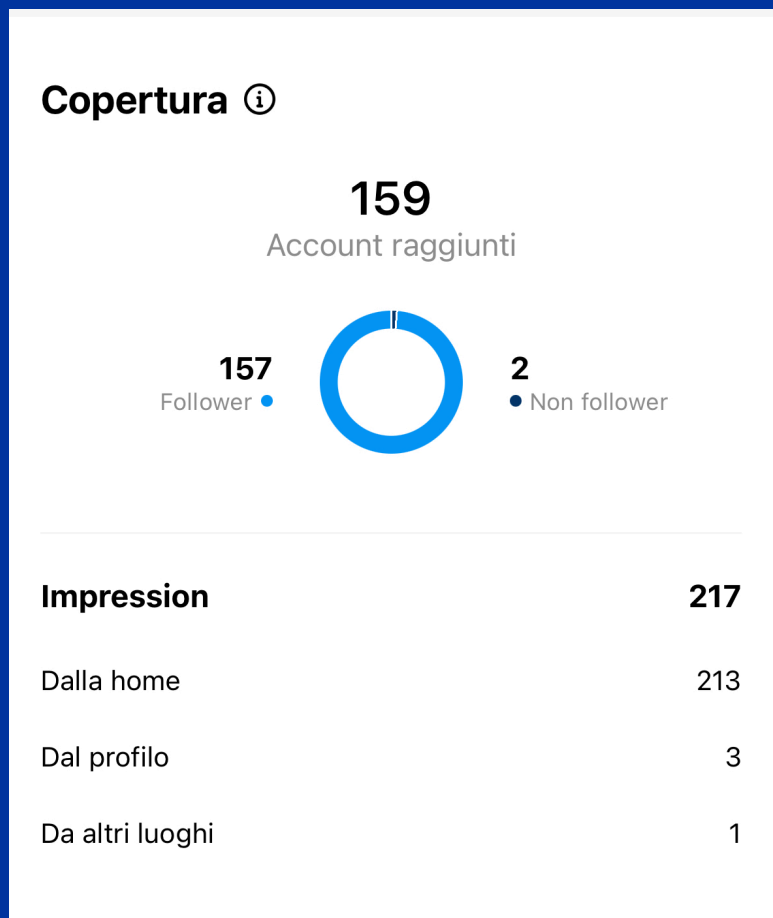 Copertura
159
Account raggiunti
157
Follower
2
Non follower
Impression 217
Dalla home 213
Dal profilo 3
Da altri luoghi 1